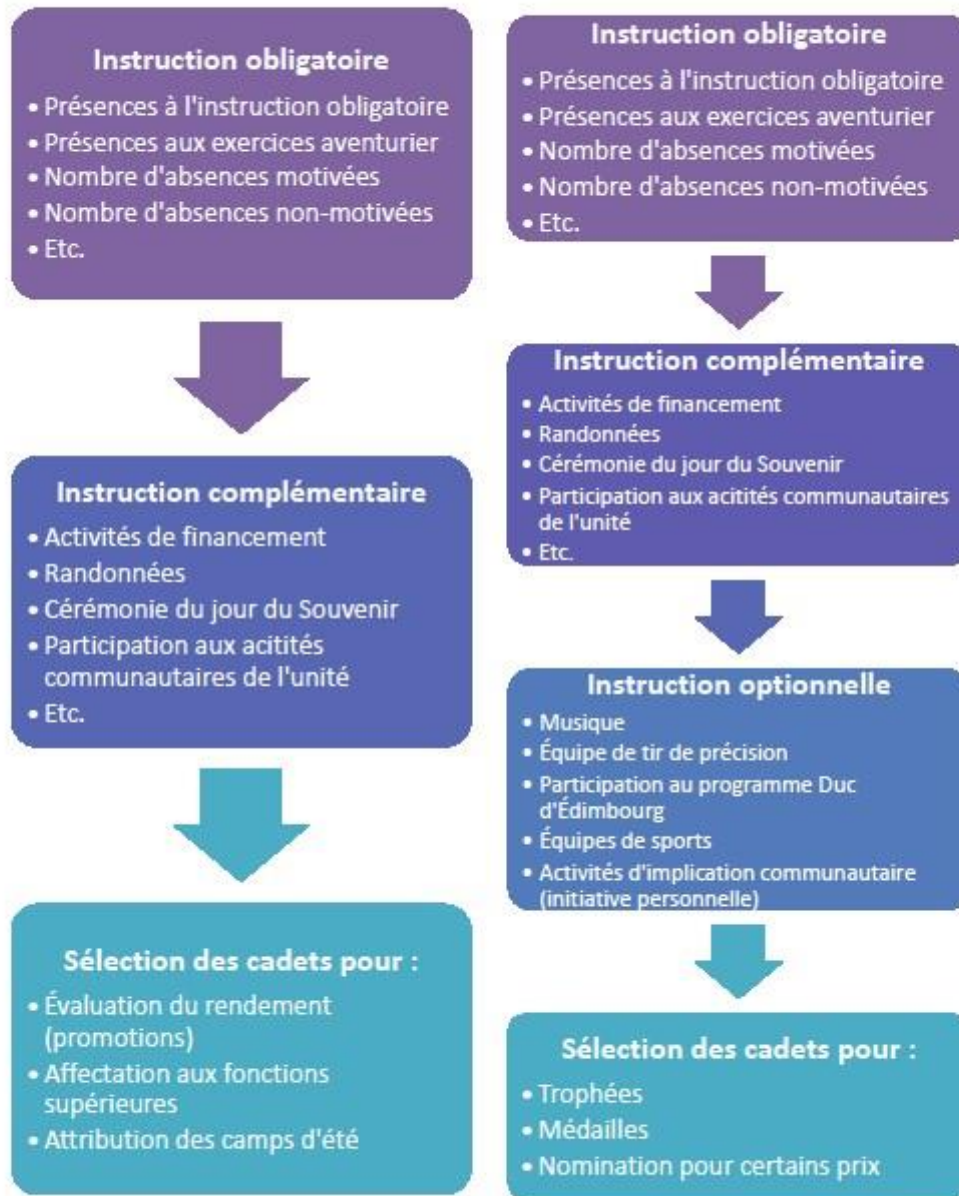 Instruction obligatoire
• Présences à l'instruction obligatoire
• Présences aux exercices aventurier
• Nombre d'absences motivées
• Nombre d'absences non-motivées
• Etc.
Instruction complémentaire
• Activités de financement
• Randonnées
• Cérémonie du jour du Souvenir
• Participation aux acitités
communautaires de l'unité
• Etc.
Sélection des cadets pour :
• Évaluation du rendement
(promotions)
• Affectation aux fonctions
supérieures
• Attribution des camps d'été
Instruction obligatoire
• Présences à l'instruction obligatoire
• Présences aux exercices aventurier
• Nombre d'absences motivées
• Nombre d'absences non-motivées
• Etc.
Instruction complémentaire
• Activités de financement
• Randonnées
• Cérémonie du jour du Souvenir
• Participation aux acitités communautaires
de l'unité
• Etc.
Instruction optionnelle
• Musique
• Équipe de tir de précision
• Participation au programme Duc
d'Édimbourg
• Équipes de sports
• Activités d'implication communautaire
(initiative personnelle)
Sélection des cadets pour :
• Trophées
• Médailles
• Nomination pour certains prix